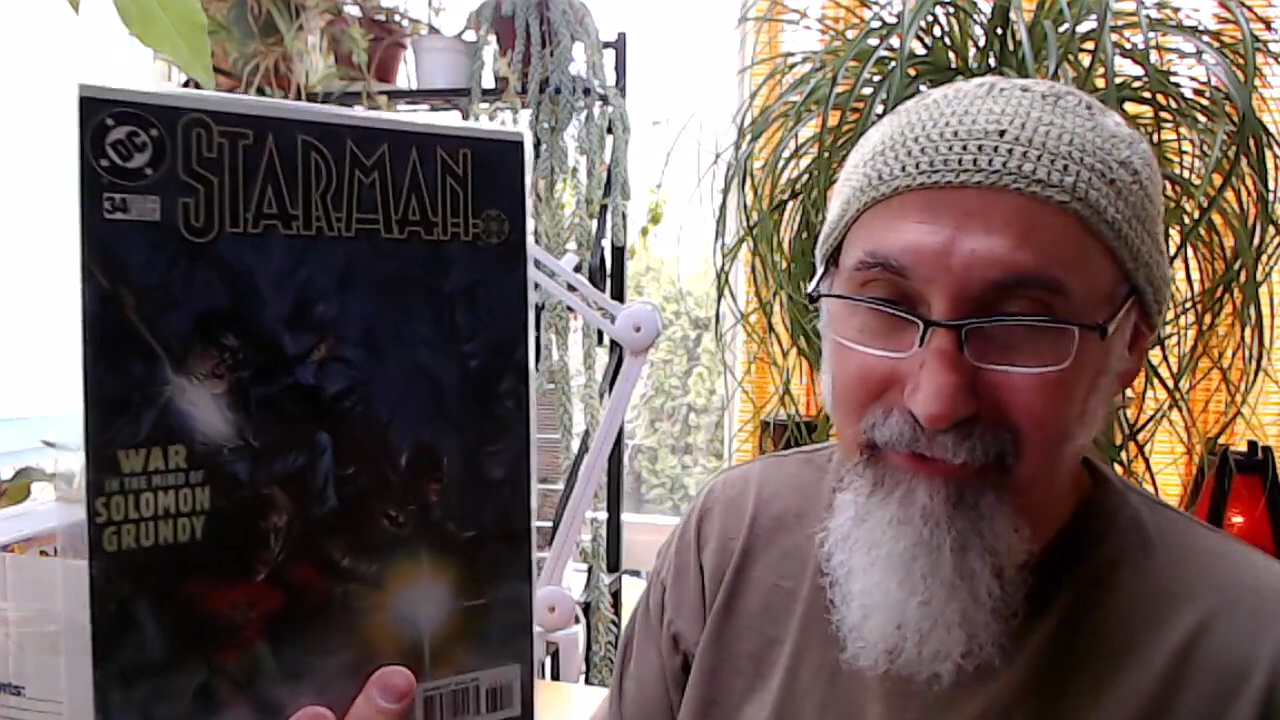 DC
STARMAN
34
WAR
IN THE MIND OF
SOLOMON
GRUNDY